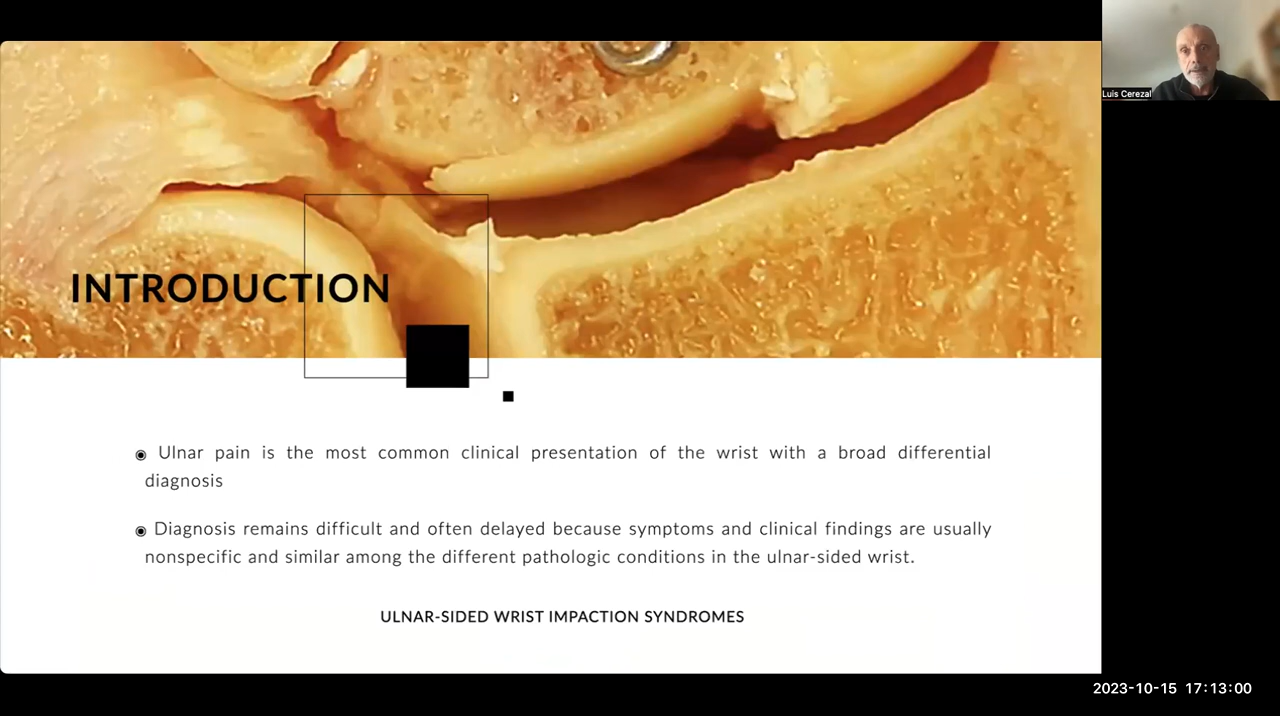 Luis Cerezal
INTRODUCTION
◉ Ulnar pain is the most common clinical presentation of the wrist with a broad differential
diagnosis
◉ Diagnosis remains difficult and often delayed because symptoms and clinical findings are usually
nonspecific and similar among the different pathologic conditions in the ulnar-sided wrist.
ULNAR-SIDED WRIST IMPACTION SYNDROMES
2023-10-15 17:13:00